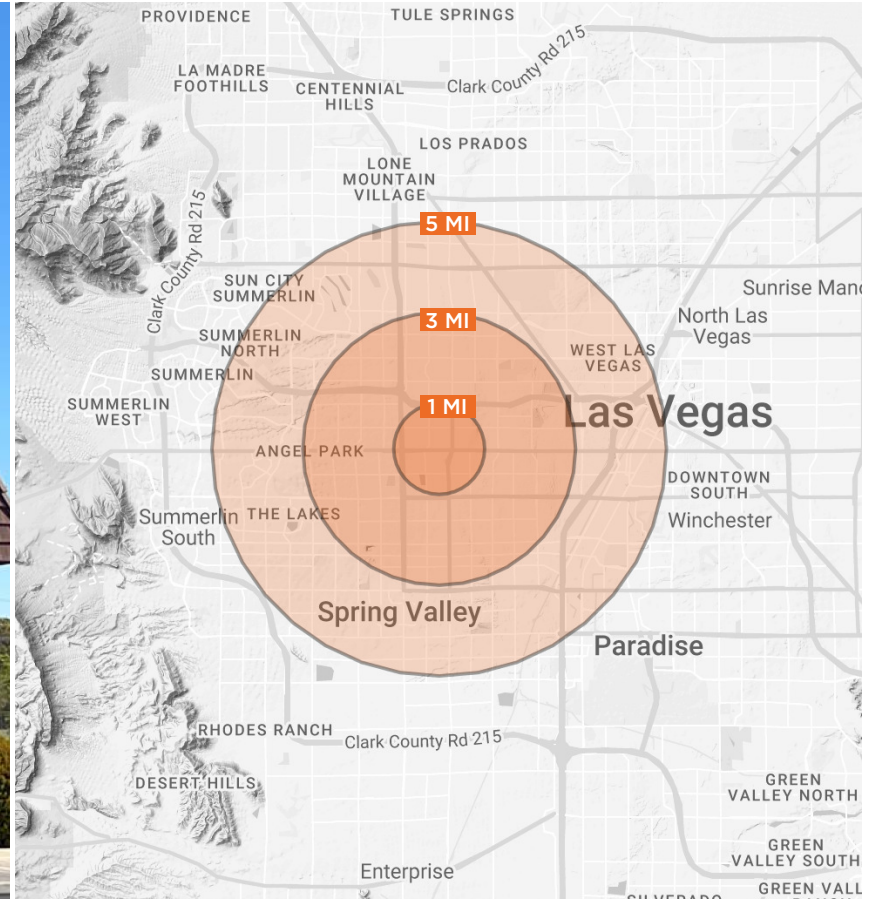 PROVIDENCE
TULE SPRINGS
Clark County Rd 215
LA MADRE
FOOTHILLS
CENTENNIAL
HILLS
LOS PRADOS
LONE
MOUNTAIN
VILLAGE
Clark County Rd 215
5 MI
SUN CITY
SUMMERLIN
Sunrise Mano
3 MI
North Las
Vegas
SUMMERLIN
NORTH
WEST LAS
VEGAS
SUMMERLIN
SUMMERLIN
WEST
1 MI
Las Vegas
ANGEL PARK
DOWNTOWN
SOUTH
Summerlin
South
THE LAKES
Winchester
Spring Valley
Paradise
RHODES RANCH
Clark County Rd 215
DESERT HILLS
GREEN
VALLEY NORTH
GREEN
VALLEY SOUTH
Enterprise
GREEN VALL